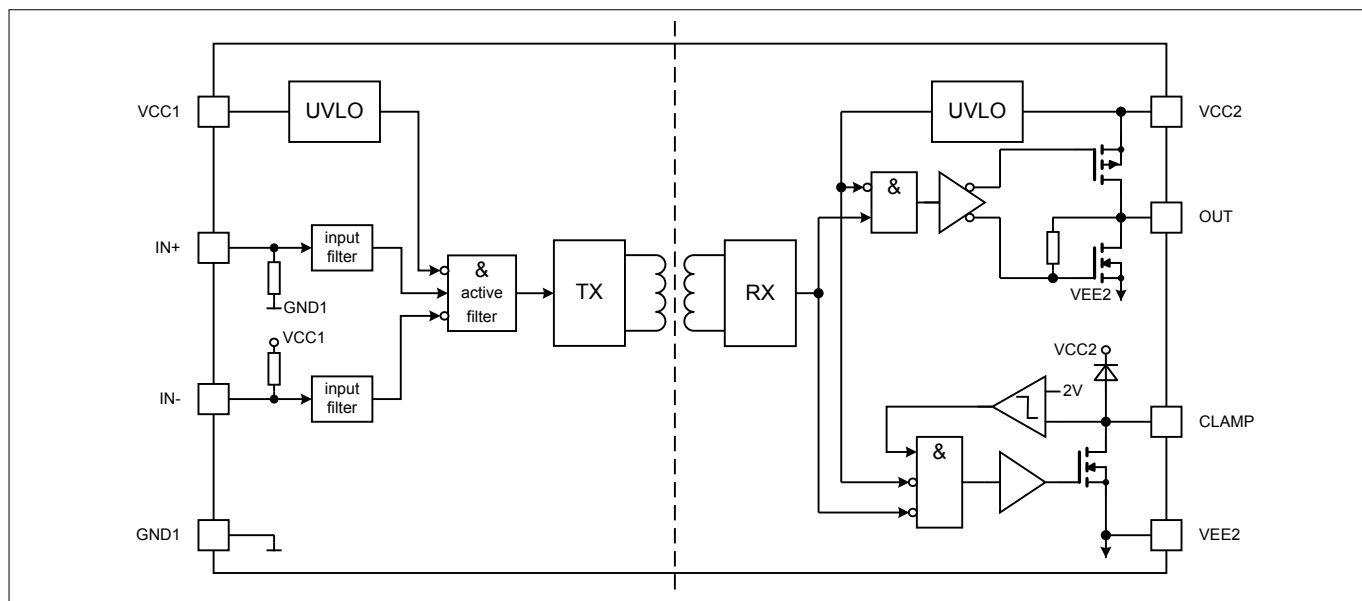 VCC1
UVLO
UVLO
VCC2
&
IN+
input
filter
GND1
&
active
filter
TX
RX
OUT
VEE2
VCC1
IN-
input
filter
VCC2
2V
CLAMP
&
GND1
VEE2